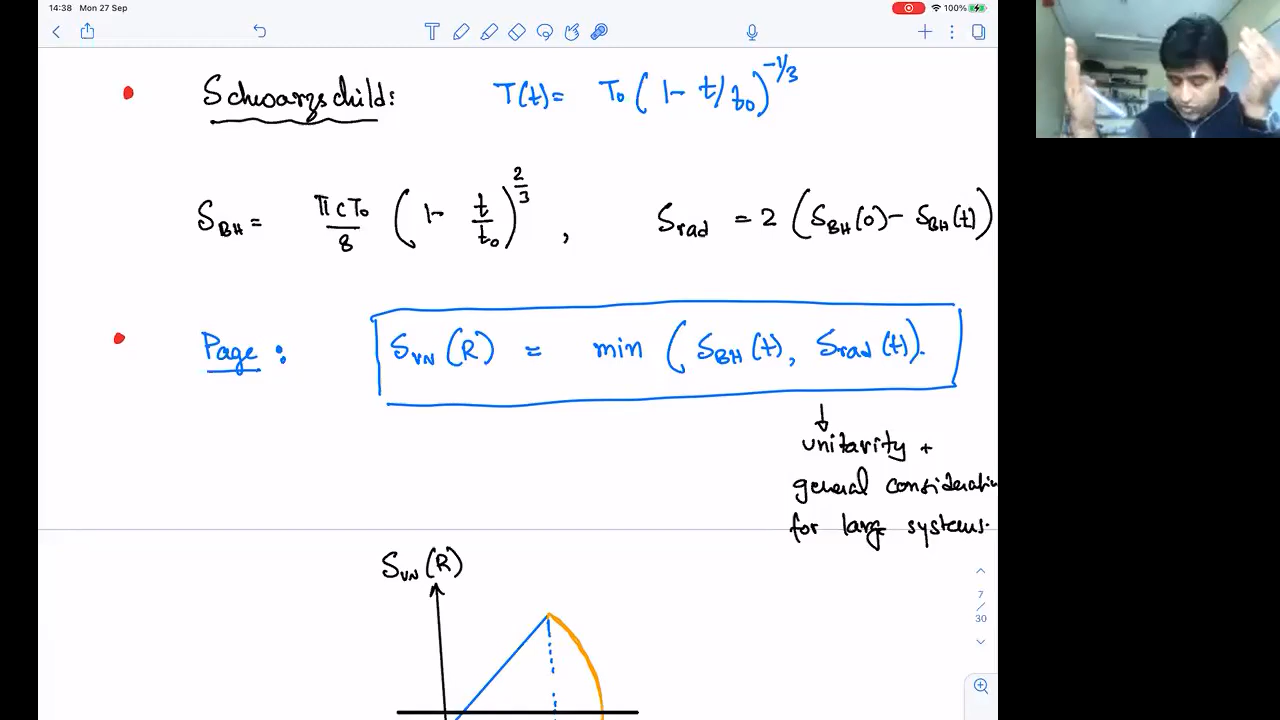 14:38 Mon 27 Sep
100%
Schwarzschild: T(t) = T₀ (1 - t/t₀)^{-1/3}
S_BH = πcT₀/8 (1 - t/t₀)^{2/3} , S_rad = 2 (S_BH(0) - S_BH(t))
Page: S_VN(R) = min (S_BH(t), S_rad(t)).
unitarity +
general consideration
for large systems.
S_VN(R)
7
/
30